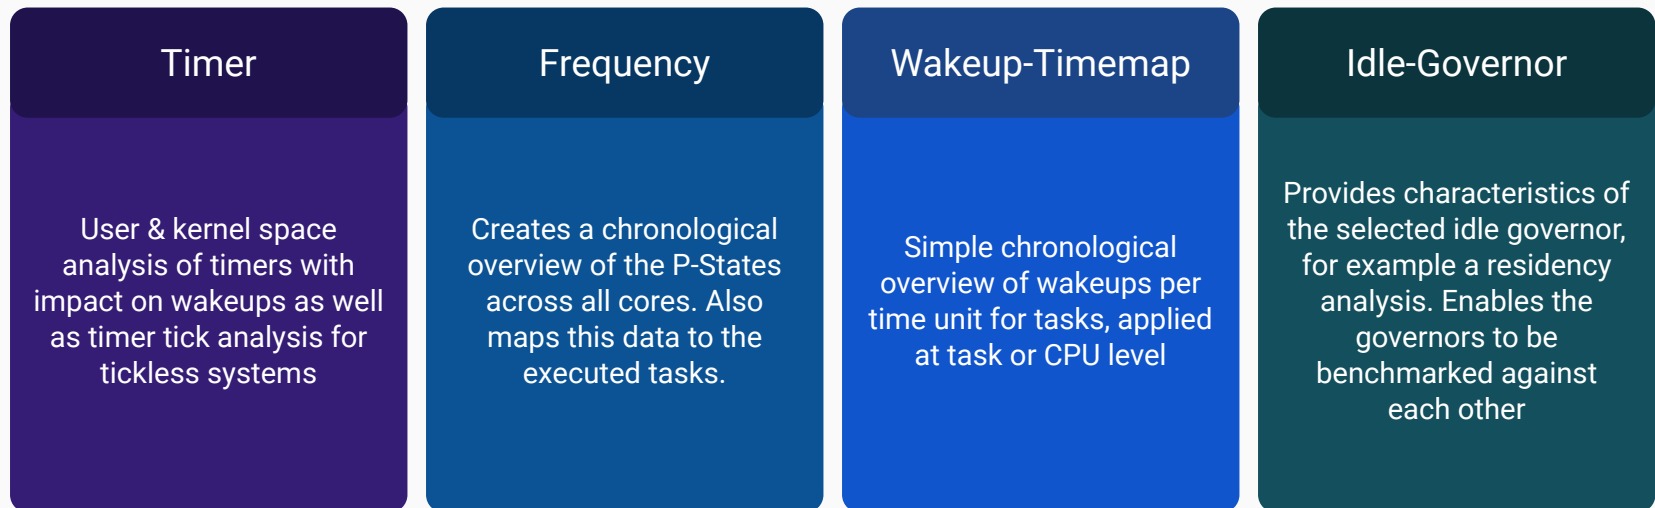 Timer
User & kernel space
analysis of timers with
impact on wakeups as well
as timer tick analysis for
tickless systems
Frequency
Creates a chronological
overview of the P-States
across all cores. Also
maps this data to the
executed tasks.
Wakeup-Timemap
Simple chronological
overview of wakeups per
time unit for tasks, applied
at task or CPU level
Idle-Governor
Provides characteristics of
the selected idle governor,
for example a residency
analysis. Enables the
governors to be
benchmarked against
each other